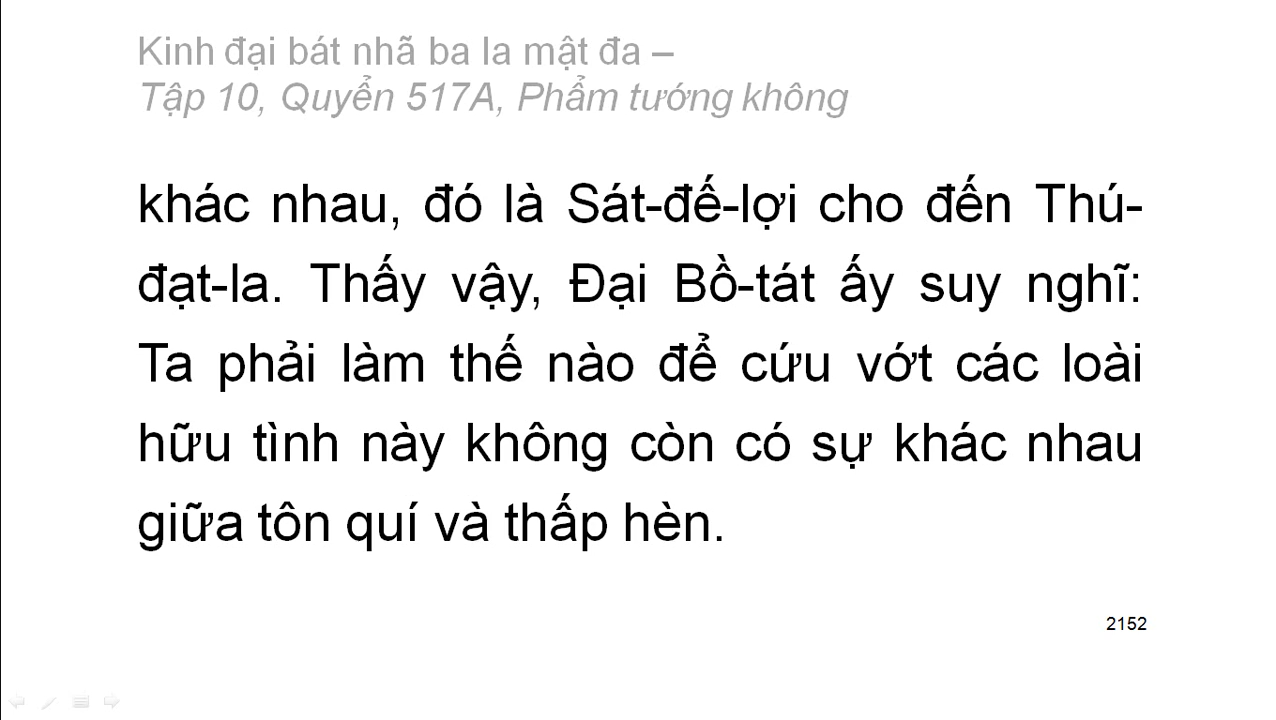 Kinh đại bát nhã ba la mật đa –
Tập 10, Quyển 517A, Phẩm tướng không
khác nhau, đó là Sát-đế-lợi cho đến Thú-
đạt-la. Thấy vậy, Đại Bồ-tát ấy suy nghĩ:
Ta phải làm thế nào để cứu vớt các loài
hữu tình này không còn có sự khác nhau
giữa tôn quí và thấp hèn.
2152